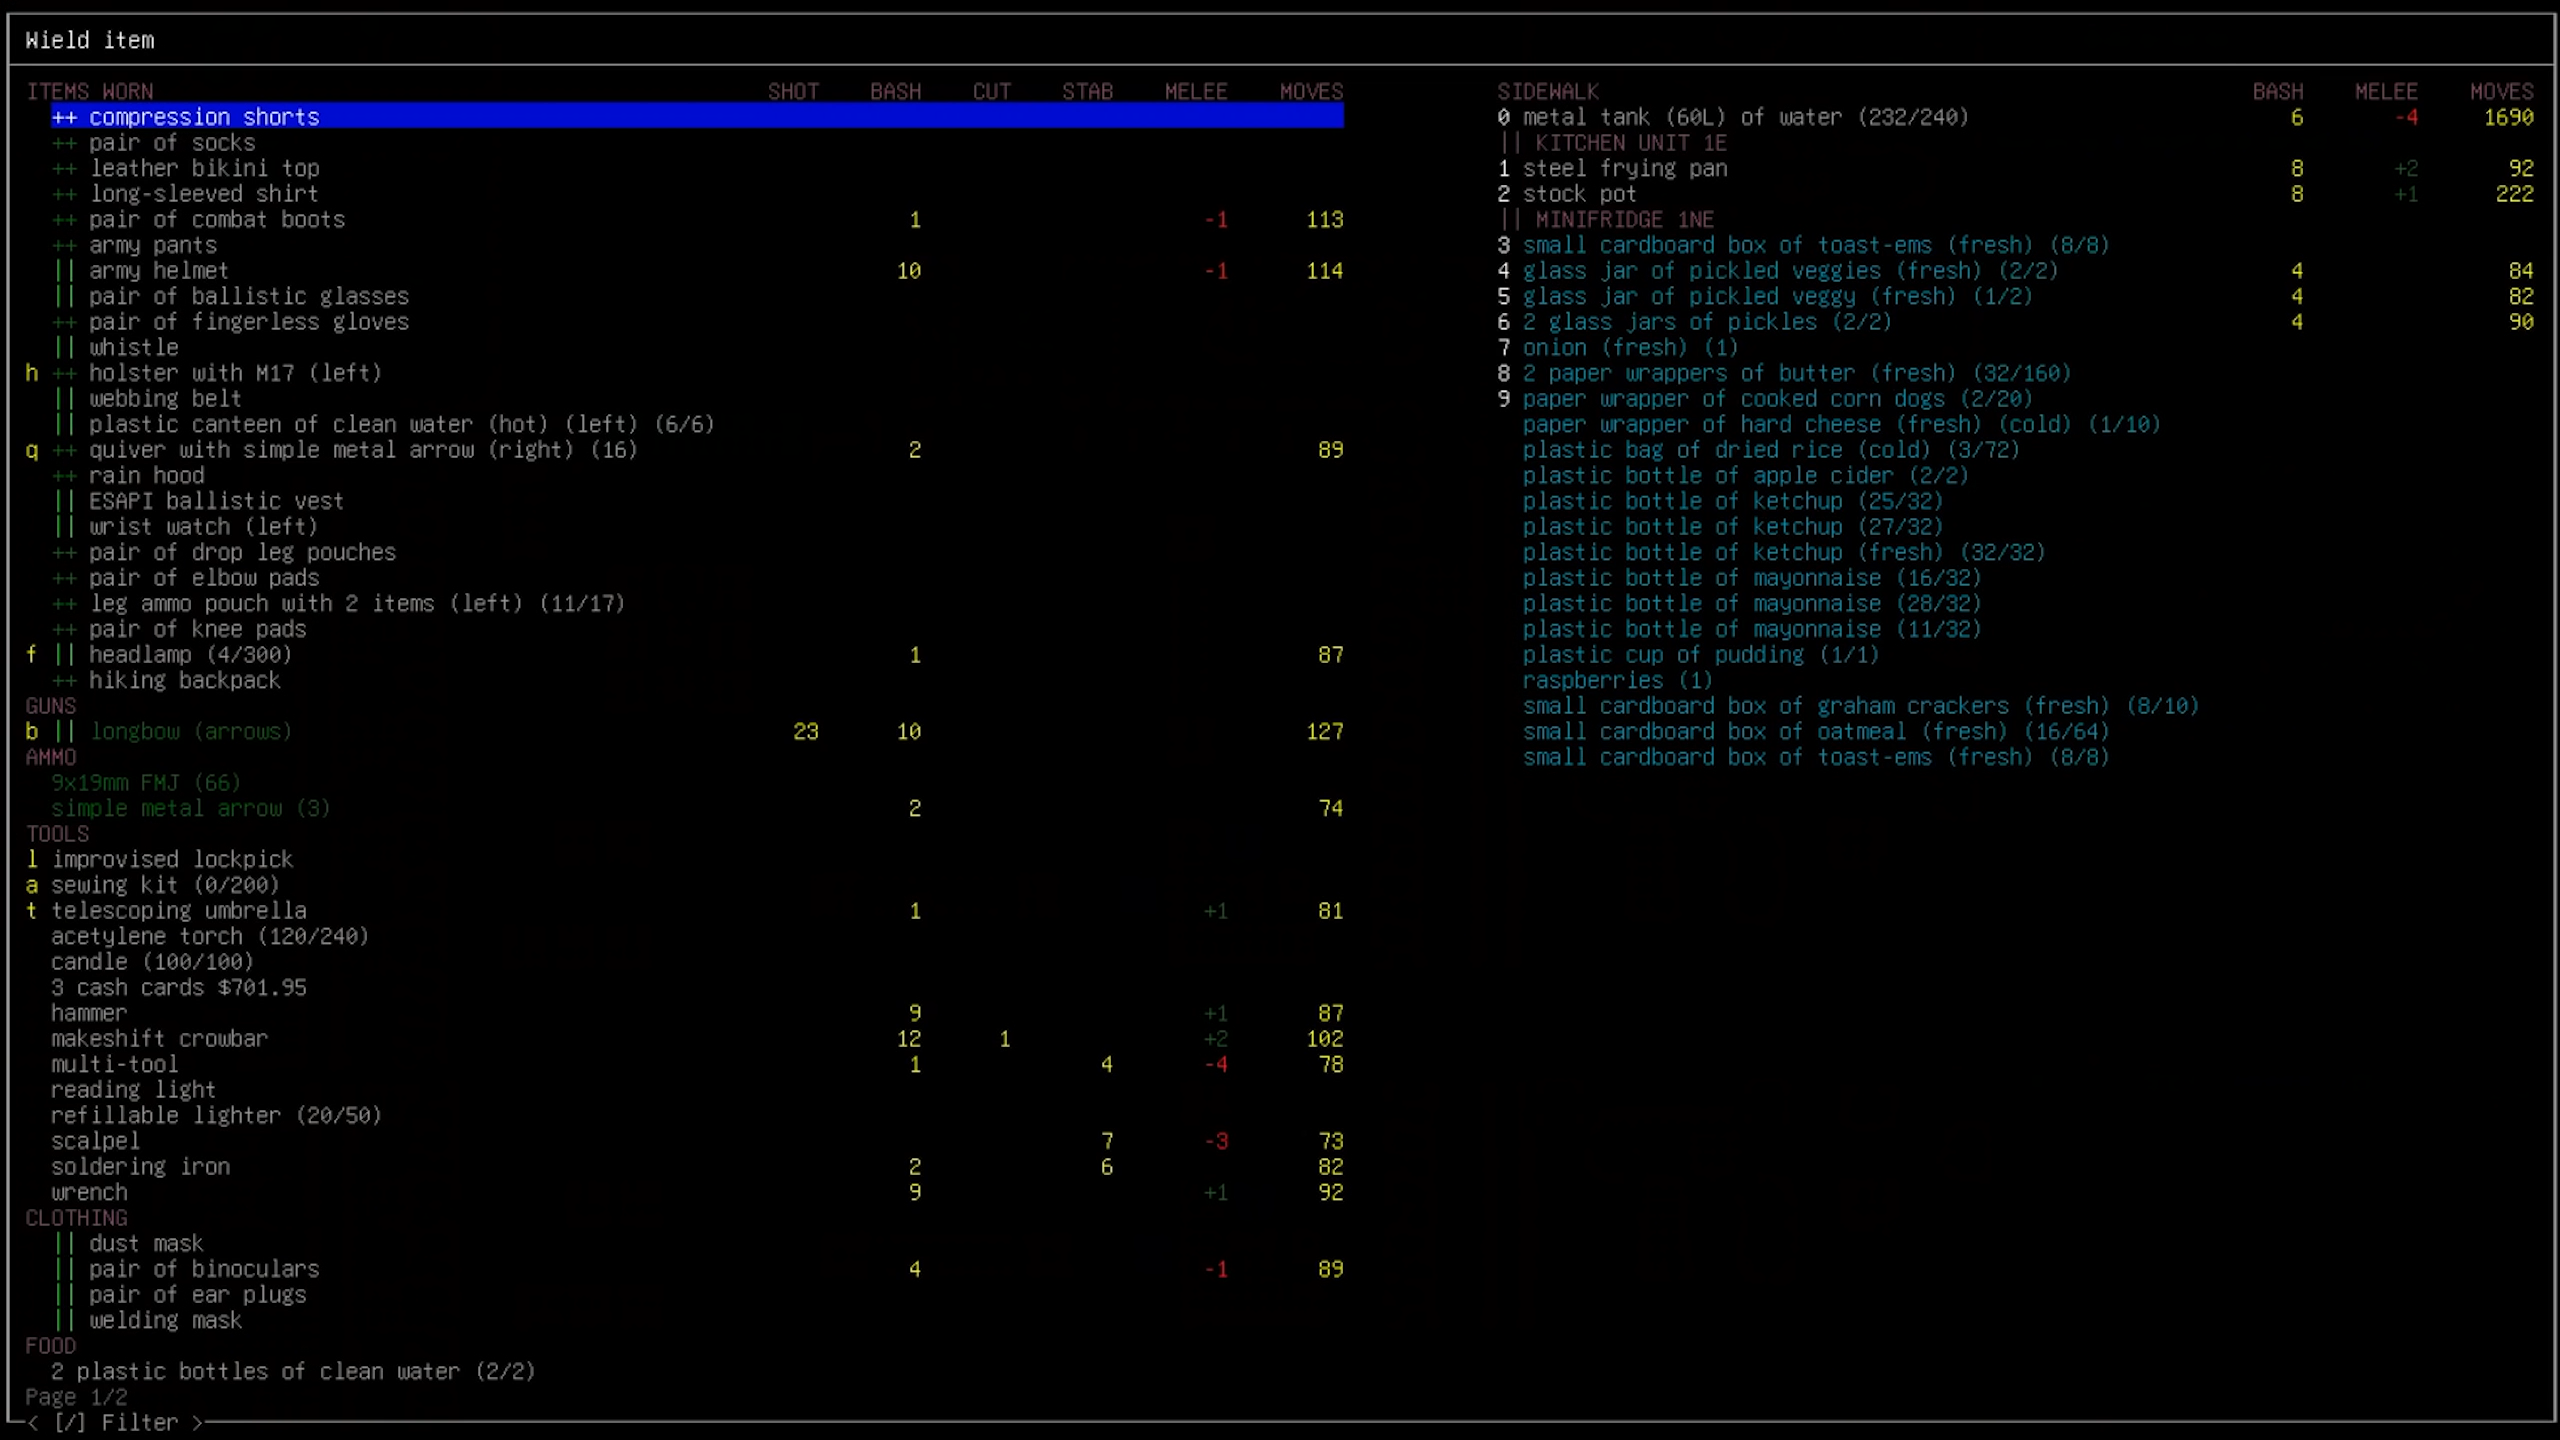 Wield item
ITEMS WORN SHOT BASH CUT STAB MELEE MOVES
++ compression shorts
++ pair of socks
++ leather bikini top
++ long-sleeved shirt
++ pair of combat boots 1 -1 113
++ army pants
|| army helmet 10 -1 114
|| pair of ballistic glasses
++ pair of fingerless gloves
|| whistle
h ++ holster with M17 (left)
|| webbing belt
|| plastic canteen of clean water (hot) (left) (6/6)
q ++ quiver with simple metal arrow (right) (16) 2 89
++ rain hood
|| ESAPI ballistic vest
|| wrist watch (left)
++ pair of drop leg pouches
++ pair of elbow pads
++ leg ammo pouch with 2 items (left) (11/17)
++ pair of knee pads
f || headlamp (4/300) 1 87
++ hiking backpack
GUNS
b || longbow (arrows) 23 10 127
AMMO
9x19mm FMJ (66)
simple metal arrow (3) 2 74
TOOLS
l improvised lockpick
a sewing kit (0/200)
t telescoping umbrella 1 +1 81
acetylene torch (120/240)
candle (100/100)
3 cash cards $701.95
hammer 9 +1 87
makeshift crowbar 12 1 +2 102
multi-tool 1 4 -4 78
reading light
refillable lighter (20/50)
scalpel 7 -3 73
soldering iron 2 6 82
wrench 9 +1 92
CLOTHING
|| dust mask
|| pair of binoculars 4 -1 89
|| pair of ear plugs
|| welding mask
FOOD
2 plastic bottles of clean water (2/2)
Page 1/2
< [/] Filter >
SIDEWALK BASH MELEE MOVES
0 metal tank (60L) of water (232/240) 6 -4 1690
|| KITCHEN UNIT 1E
1 steel frying pan 8 +2 92
2 stock pot 8 +1 222
|| MINIFRIDGE 1NE
3 small cardboard box of toast-ems (fresh) (8/8)
4 glass jar of pickled veggies (fresh) (2/2) 4 84
5 glass jar of pickled veggy (fresh) (1/2) 4 82
6 2 glass jars of pickles (2/2) 4 90
7 onion (fresh) (1)
8 2 paper wrappers of butter (fresh) (32/160)
9 paper wrapper of cooked corn dogs (2/20)
paper wrapper of hard cheese (fresh) (cold) (1/10)
plastic bag of dried rice (cold) (3/72)
plastic bottle of apple cider (2/2)
plastic bottle of ketchup (25/32)
plastic bottle of ketchup (27/32)
plastic bottle of ketchup (fresh) (32/32)
plastic bottle of mayonnaise (16/32)
plastic bottle of mayonnaise (28/32)
plastic bottle of mayonnaise (11/32)
plastic cup of pudding (1/1)
raspberries (1)
small cardboard box of graham crackers (fresh) (8/10)
small cardboard box of oatmeal (fresh) (16/64)
small cardboard box of toast-ems (fresh) (8/8)